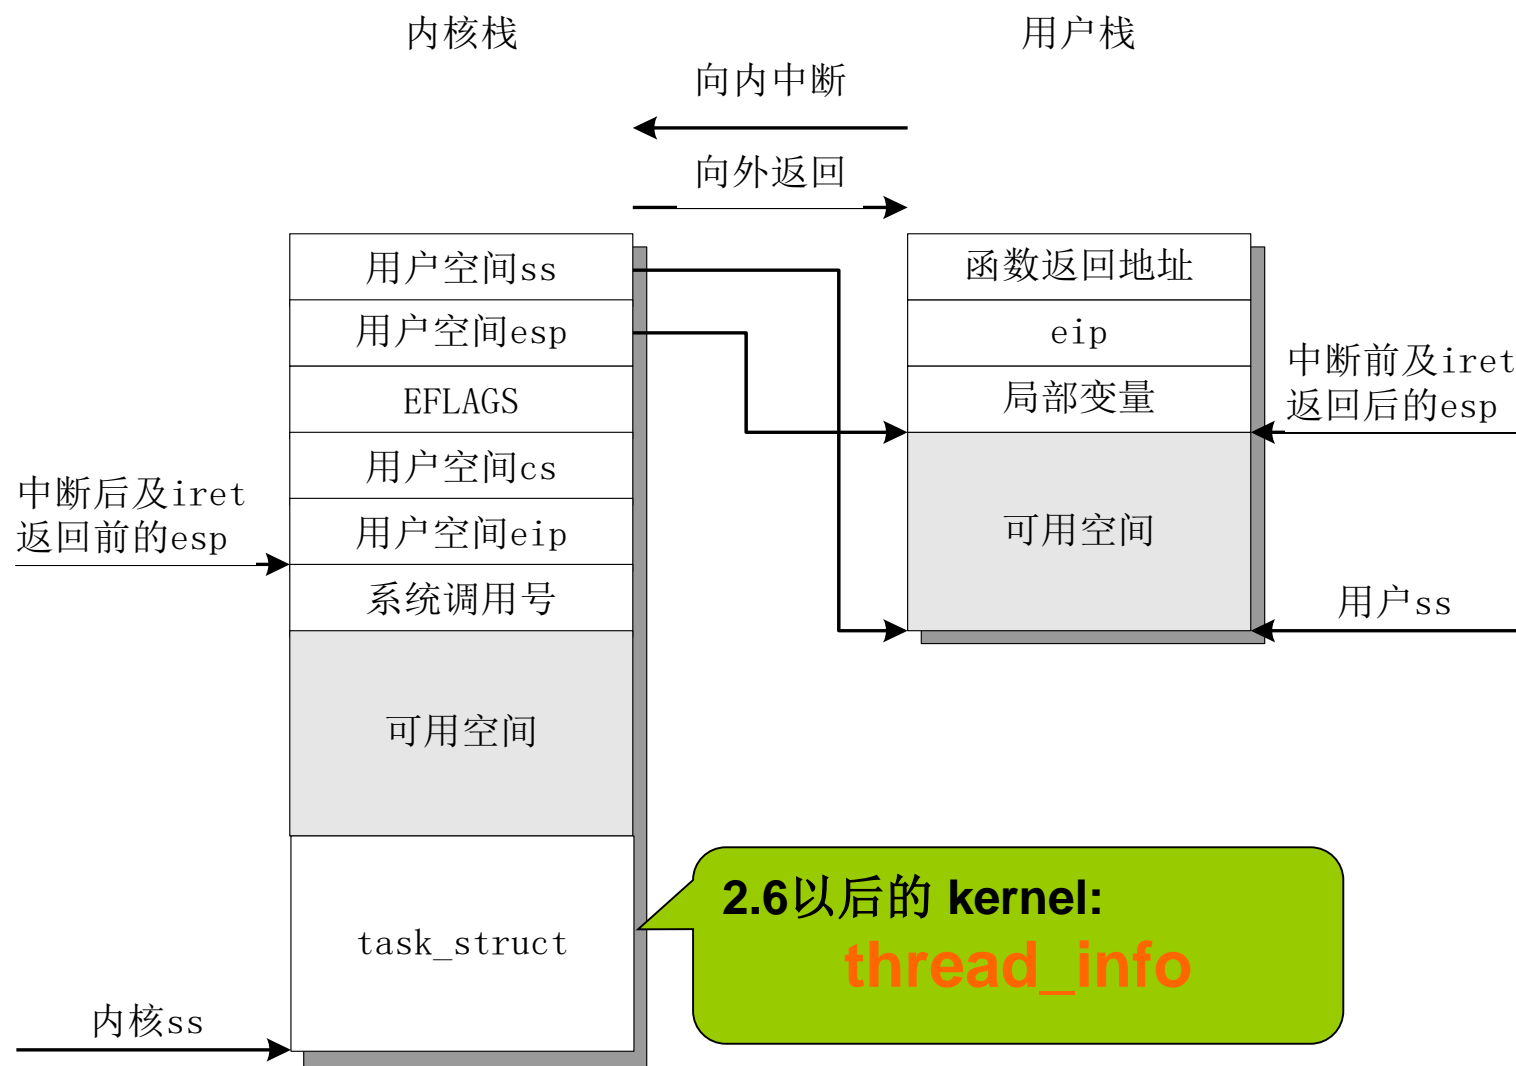 内核栈
用户栈
向内中断
向外返回
用户空间ss
用户空间esp
EFLAGS
用户空间cs
用户空间eip
系统调用号
可用空间
task_struct
中断后及iret
返回前的esp
内核ss
函数返回地址
eip
局部变量
可用空间
中断前及iret
返回后的esp
用户ss
2.6以后的 kernel:
thread_info